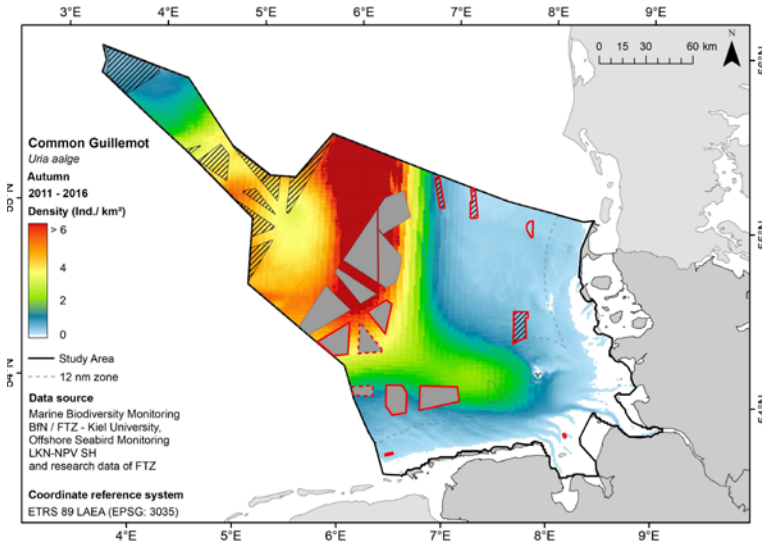 3°E 4°E 5°E 6°E 7°E 8°E 9°E
N
0 15 30 60 km
Common Guillemot
Uria aalge
Autumn
2011 - 2016
Density (Ind./ km²)
> 6
4
2
0
Study Area
12 nm zone
Data source
Marine Biodiversity Monitoring
BfN / FTZ - Kiel University,
Offshore Seabird Monitoring
LKN-NPV SH
and research data of FTZ
Coordinate reference system
ETRS 89 LAEA (EPSG: 3035)
55°N
54°N
4°E 5°E 6°E 7°E 8°E 9°E